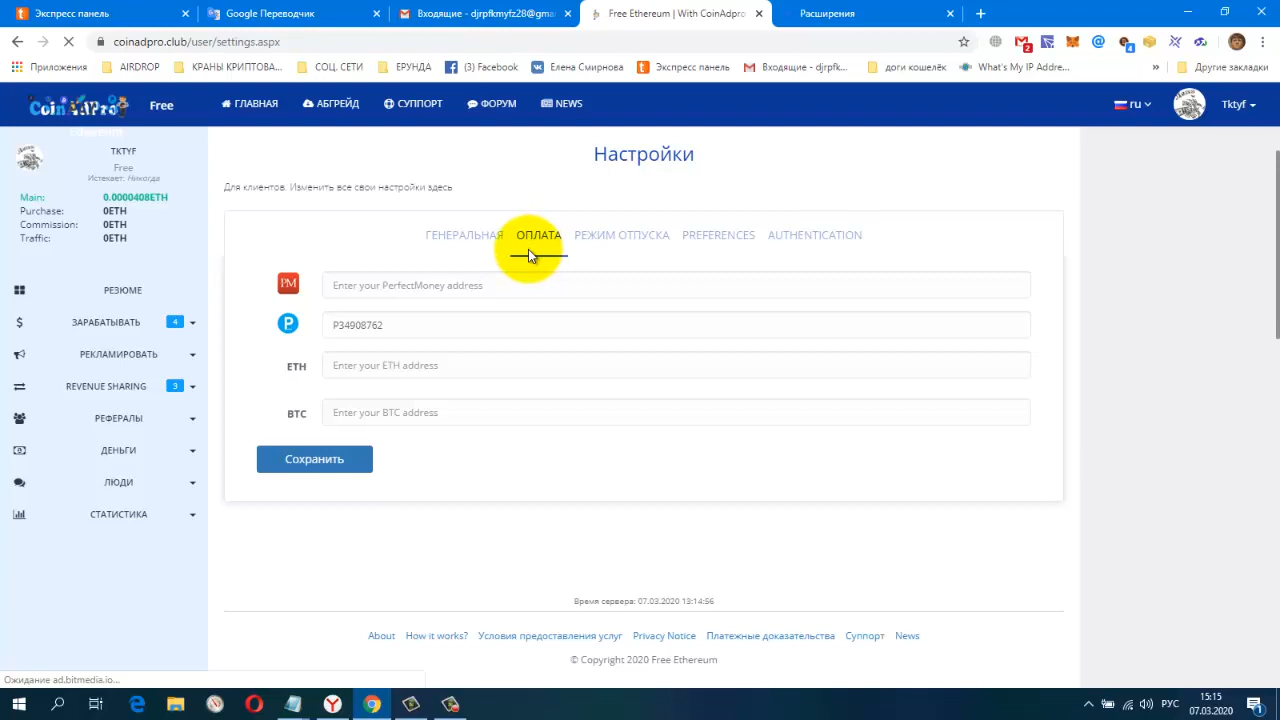 Экспресс панель
Google Переводчик
Входящие - djrpfkmyfz28@gma
Free Ethereum | With CoinAdpro
Расширения
coinadpro.club/user/settings.aspx
2
4
Приложения
AIRDROP
КРАНЫ КРИПТОВА...
СОЦ. СЕТИ
ЕРУНДА
(3) Facebook
Елена Смирнова
Экспресс панель
Входящие - djrpfk...
доги кошелёк
What's My IP Addre...
»
Другие закладки
CoinAdPro
Ethereum
Free
ГЛАВНАЯ
АБГРЕЙД
СУППОРТ
ФОРУМ
NEWS
ru
Tktyf
TKTYF
Free
Истекает: Никогда
Main: 0.0000408ETH
Purchase: 0ETH
Commission: 0ETH
Traffic: 0ETH
РЕЗЮМЕ
ЗАРАБАТЫВАТЬ 4
РЕКЛАМИРОВАТЬ
REVENUE SHARING 3
РЕФЕРАЛЫ
ДЕНЬГИ
ЛЮДИ
СТАТИСТИКА
Настройки
Для клиентов. Изменить все свои настройки здесь
ГЕНЕРАЛЬНАЯ
ОПЛАТА
РЕЖИМ ОТПУСКА
PREFERENCES
AUTHENTICATION
PM
Enter your PerfectMoney address
P
P34908762
ETH
Enter your ETH address
BTC
Enter your BTC address
Сохранить
Время сервера: 07.03.2020 13:14:56
About
How it works?
Условия предоставления услуг
Privacy Notice
Платежные доказательства
Суппорт
News
© Copyright 2020 Free Ethereum
Ожидание ad.bitmedia.io...
РУС
15:15
07.03.2020
1